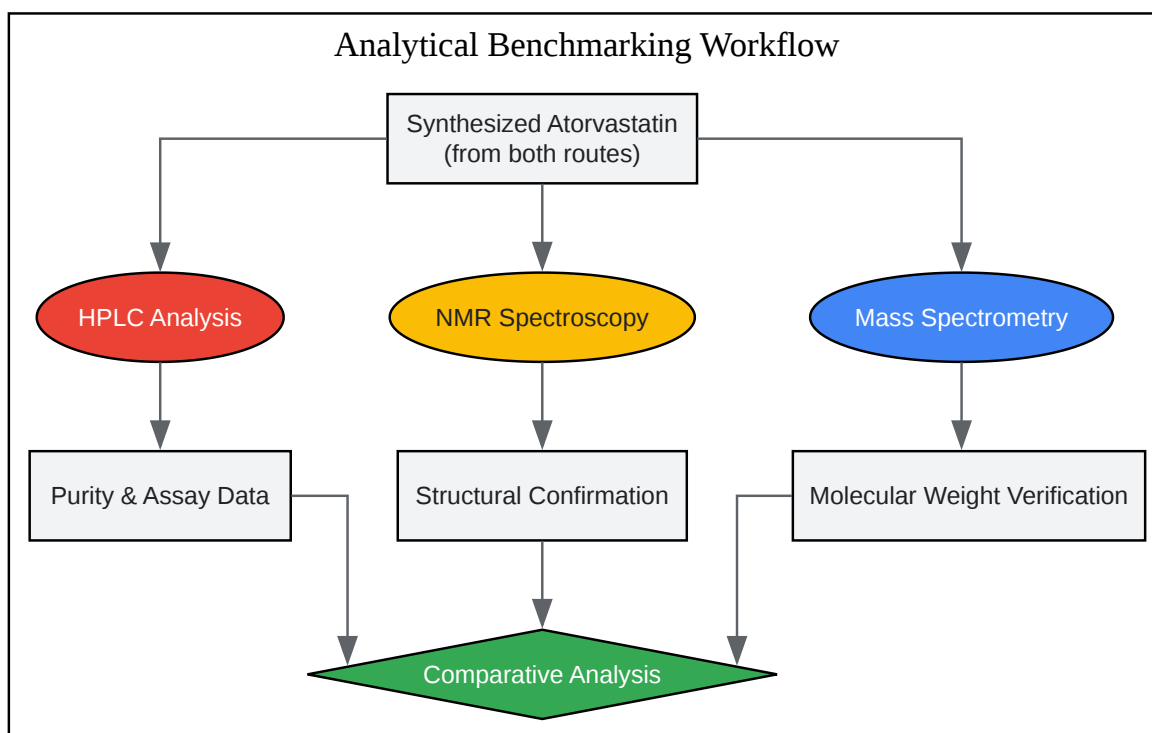 Analytical Benchmarking Workflow
Synthesized Atorvastatin
(from both routes)
HPLC Analysis
NMR Spectroscopy
Mass Spectrometry
Purity & Assay Data
Structural Confirmation
Molecular Weight Verification
Comparative Analysis